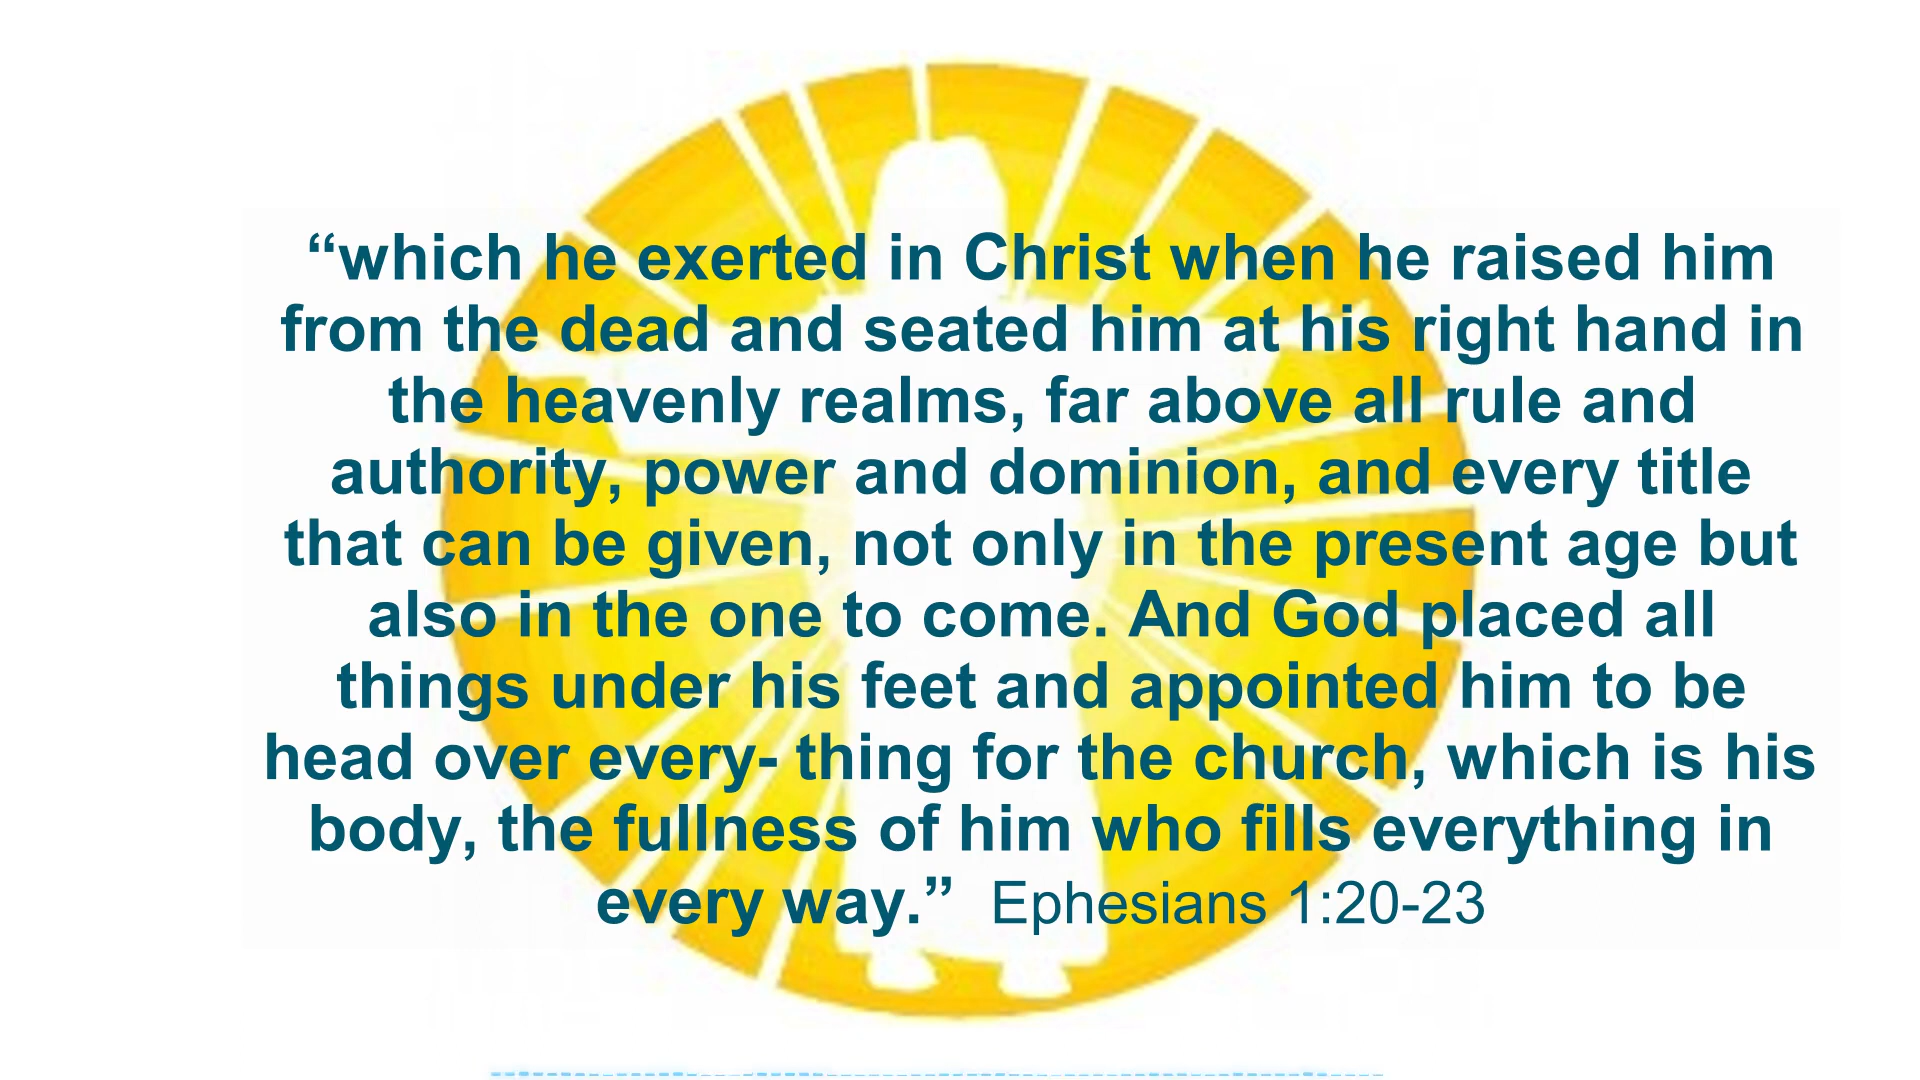 “which he exerted in Christ when he raised him
from the dead and seated him at his right hand in
the heavenly realms, far above all rule and
authority, power and dominion, and every title
that can be given, not only in the present age but
also in the one to come. And God placed all
things under his feet and appointed him to be
head over every- thing for the church, which is his
body, the fullness of him who fills everything in
every way.”  Ephesians 1:20-23